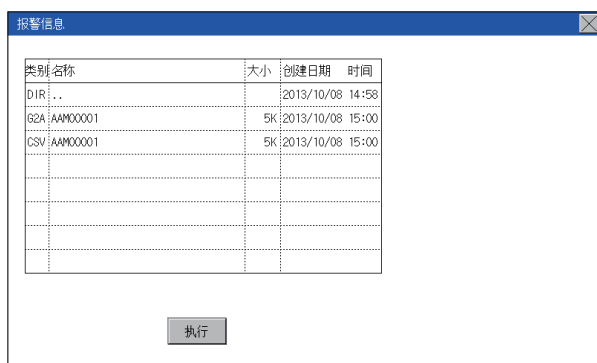 报警信息
类别 名称 大小 创建日期 时间
DIR .. 2013/10/08 14:58
G2A AAM00001 5K 2013/10/08 15:00
CSV AAM00001 5K 2013/10/08 15:00
执行